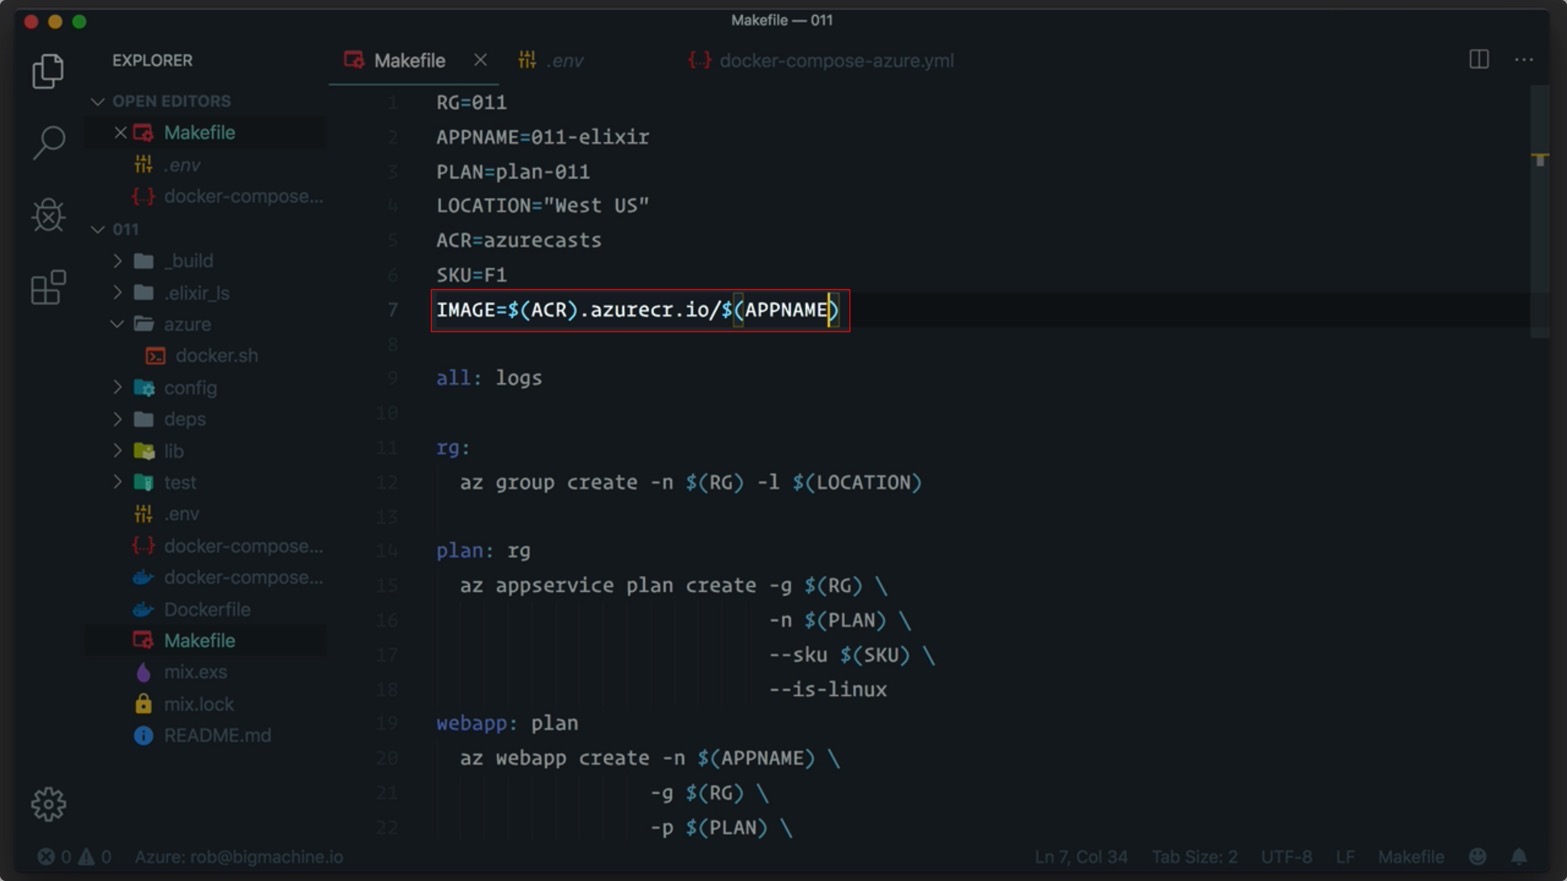 Makefile — 011
EXPLORER
OPEN EDITORS
Makefile
.env
docker-compose...
011
_build
.elixir_ls
azure
docker.sh
config
deps
lib
test
.env
docker-compose...
docker-compose...
Dockerfile
Makefile
mix.exs
mix.lock
README.md
Makefile
.env
docker-compose-azure.yml
1 RG=011
2 APPNAME=011-elixir
3 PLAN=plan-011
4 LOCATION="West US"
5 ACR=azurecasts
6 SKU=F1
7 IMAGE=$(ACR).azurecr.io/$(APPNAME)
8
9 all: logs
10
11 rg:
12 az group create -n $(RG) -l $(LOCATION)
13
14 plan: rg
15 az appservice plan create -g $(RG) \
16 -n $(PLAN) \
17 --sku $(SKU) \
18 --is-linux
19 webapp: plan
20 az webapp create -n $(APPNAME) \
21 -g $(RG) \
22 -p $(PLAN) \
0 0 Azure: rob@bigmachine.io Ln 7, Col 34 Tab Size: 2 UTF-8 LF Makefile